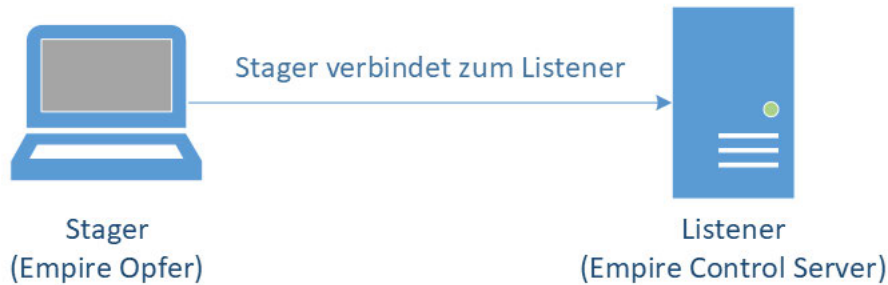 Stager verbindet zum Listener
Stager
(Empire Opfer)
Listener
(Empire Control Server)